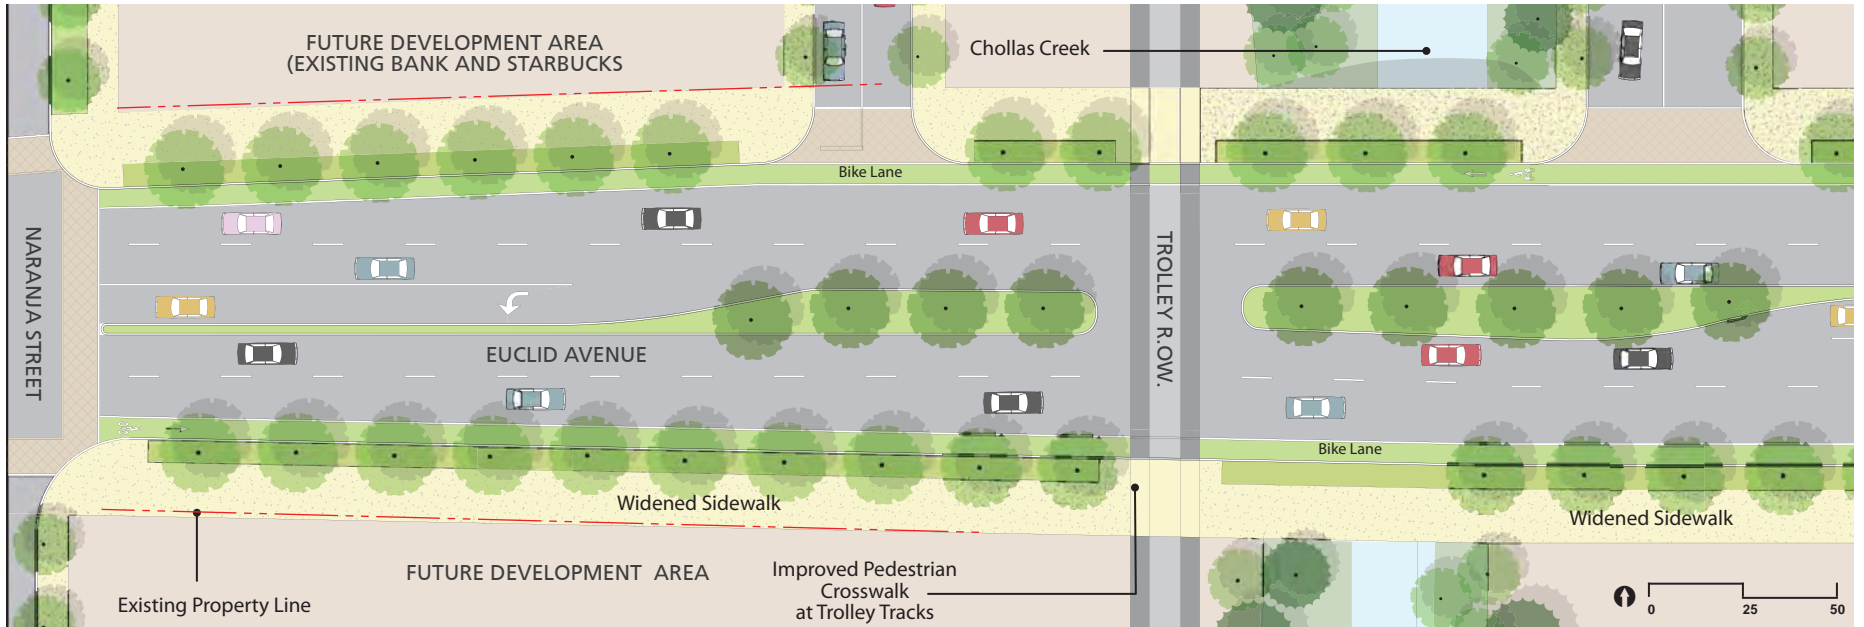 FUTURE DEVELOPMENT AREA
(EXISTING BANK AND STARBUCKS
Chollas Creek
Bike Lane
NARANJA STREET
TROLLEY R.OW.
EUCLID AVENUE
Bike Lane
Widened Sidewalk
Widened Sidewalk
FUTURE DEVELOPMENT AREA
Improved Pedestrian
Crosswalk
at Trolley Tracks
Existing Property Line
0 25 50